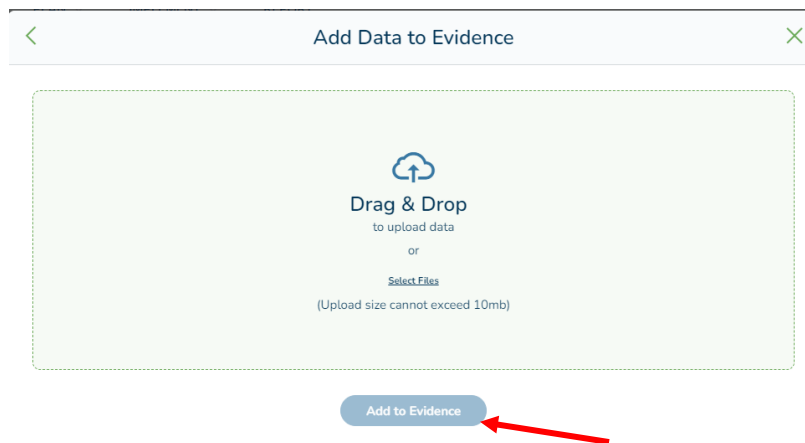 Add Data to Evidence
Drag & Drop
to upload data
or
Select Files
(Upload size cannot exceed 10mb)
Add to Evidence